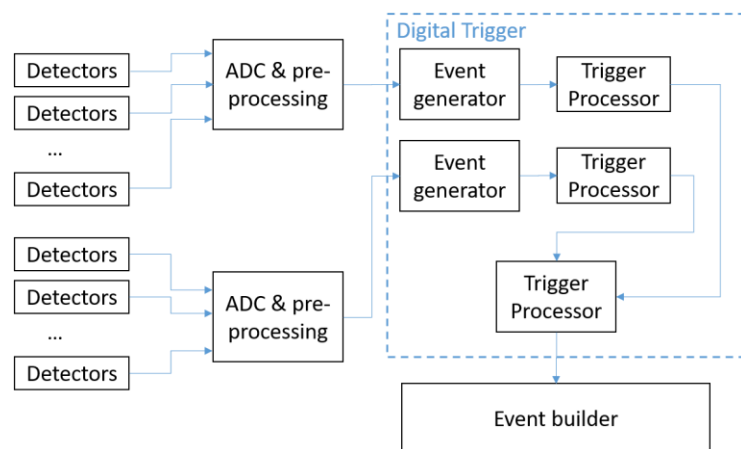 Digital Trigger
Detectors
Detectors
...
Detectors
ADC & pre-
processing
Event
generator
Trigger
Processor
Event
generator
Trigger
Processor
Detectors
Detectors
...
Detectors
ADC & pre-
processing
Trigger
Processor
Event builder